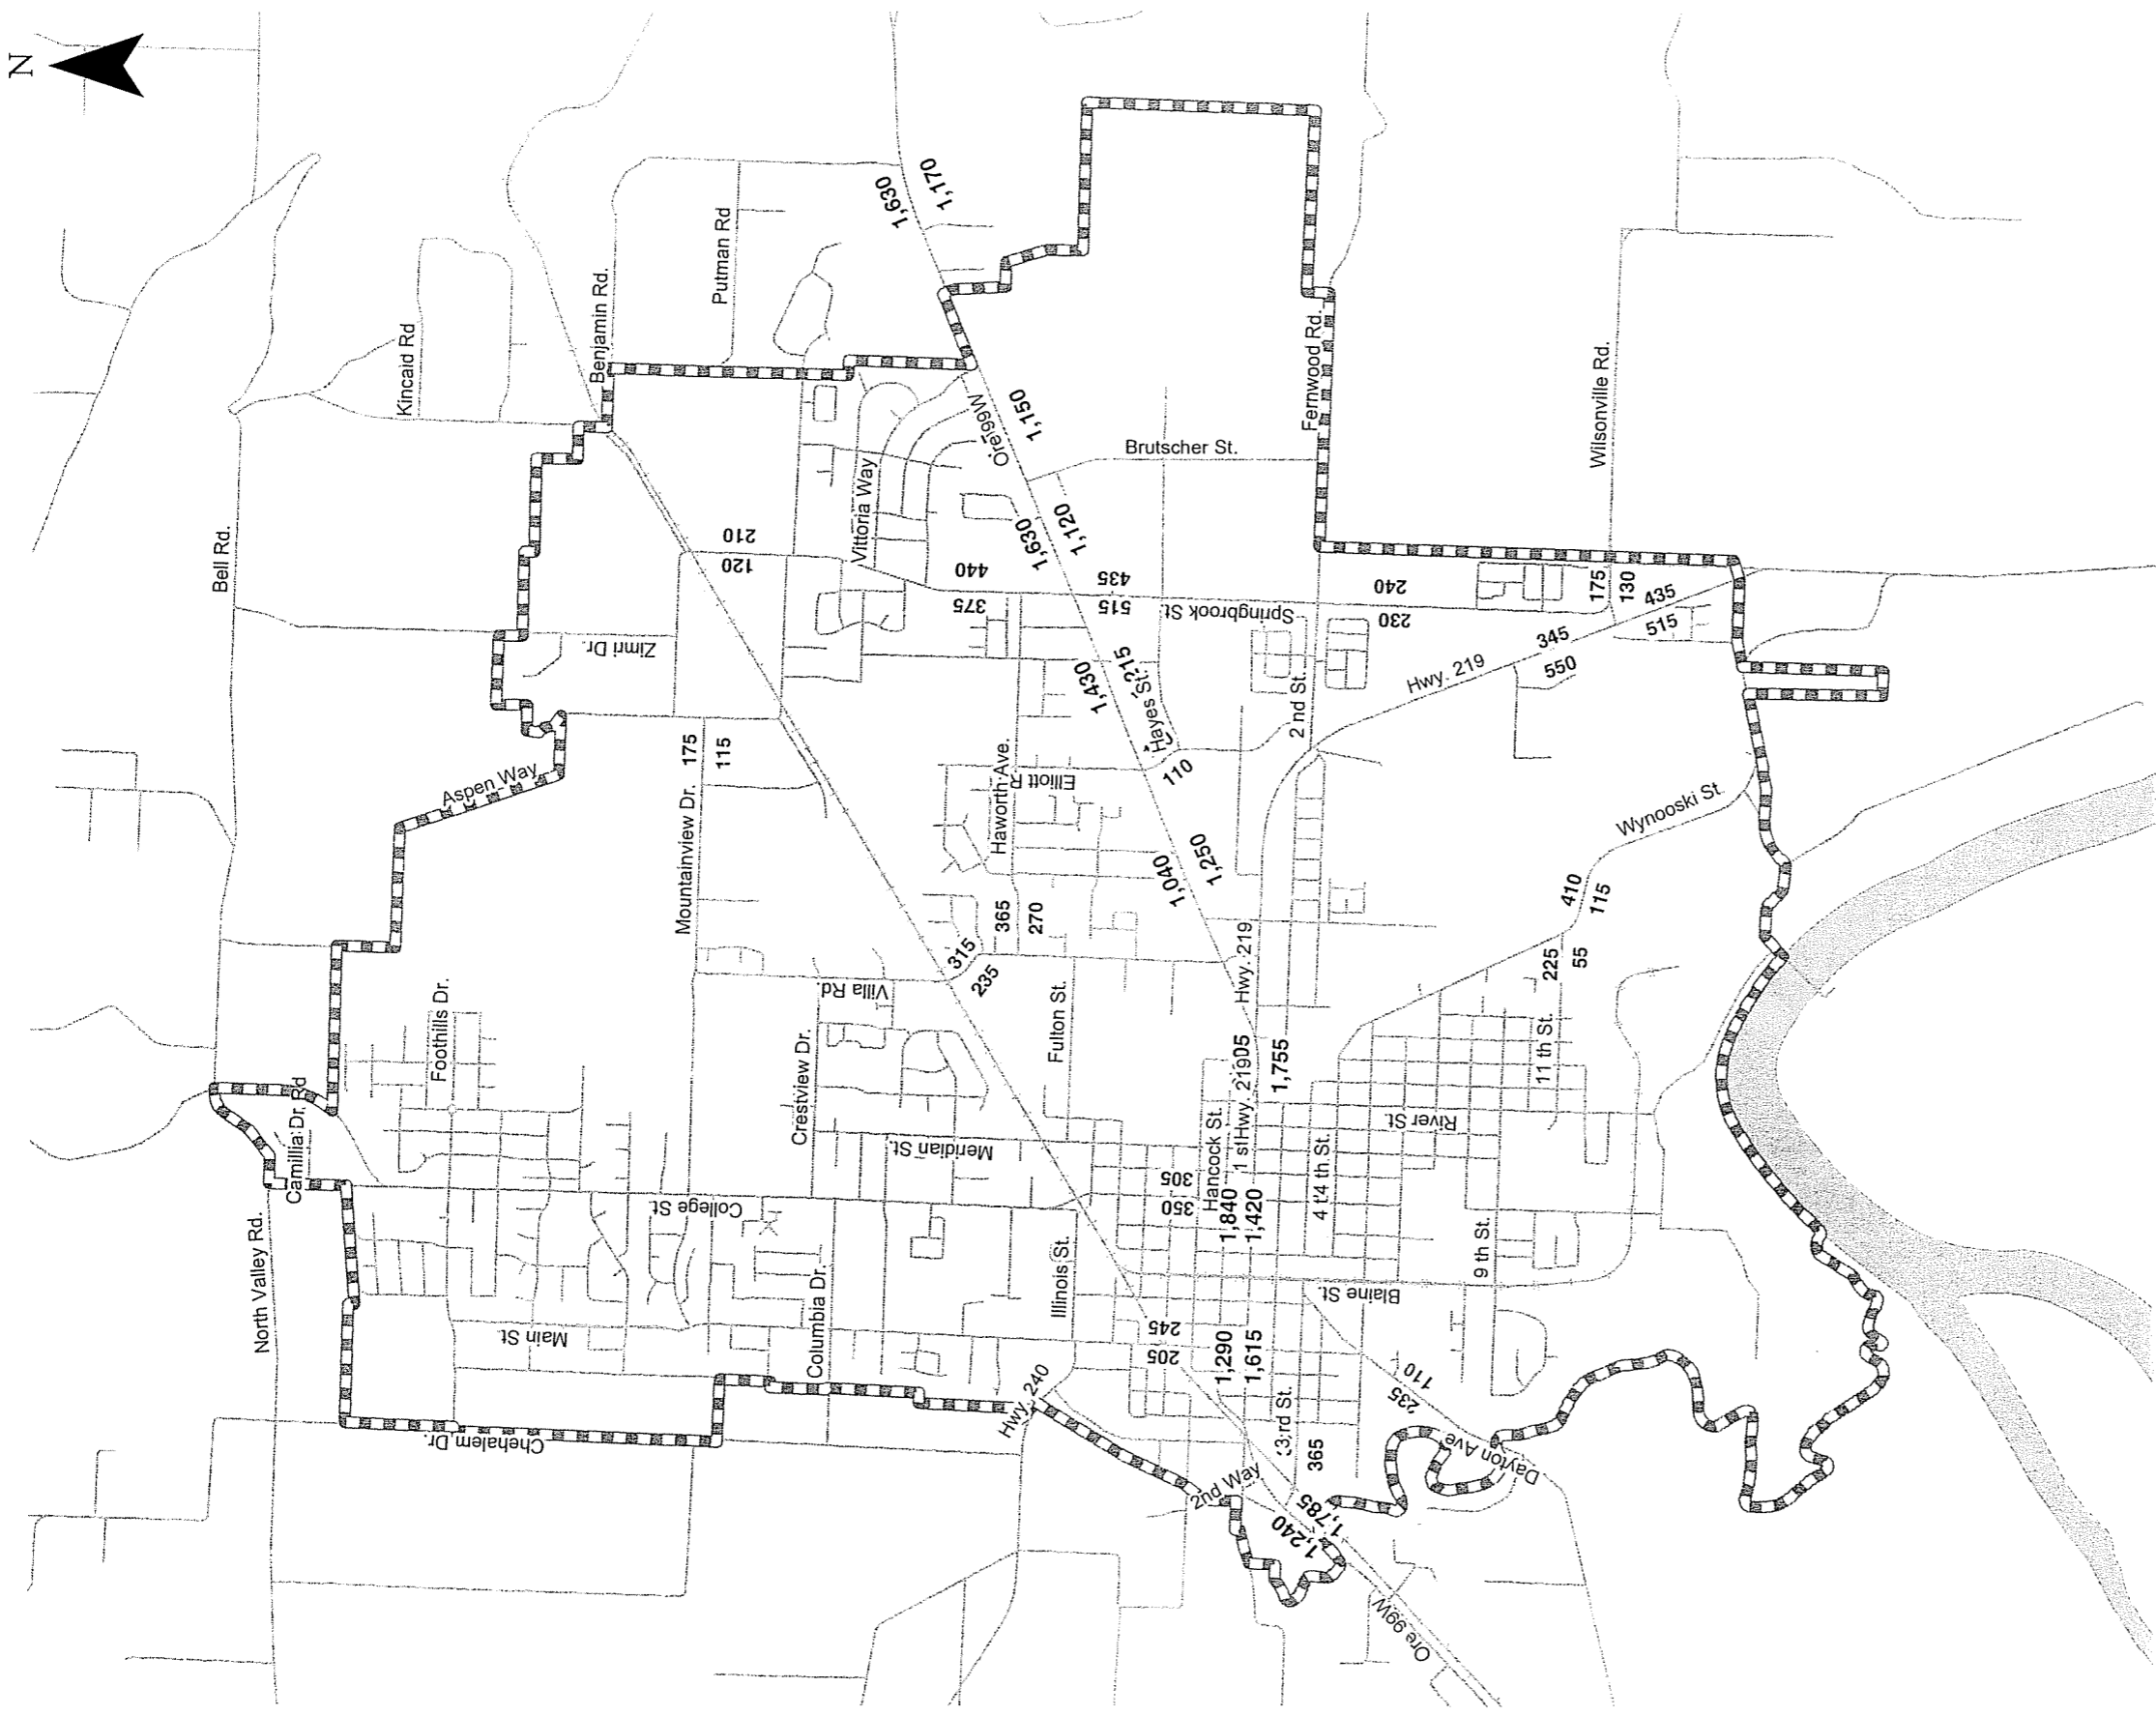 N
Bell Rd.
North Valley Rd.
Camilla Dr.
Rd
Kincaid Rd
Chehalem Dr.
Foothills Dr.
Aspen Way
Main St.
Zimri Dr.
Benjamin Rd.
College St.
Mountainview Dr.
175
115
Putman Rd
120
210
Columbia Dr.
Crestview Dr.
Villa Rd.
Vittoria Way
Meridian St.
315
235
375
440
1,630
1,170
Hwy. 240
Illinois St.
Fulton St.
365
270
Haworth Ave.
Elliott R
Ore 99W
1,150
1,630
1,120
515
435
Brutscher St.
205
245
350
305
1,040
1,250
110
1,430
1,215
Hayes St.
Springbrook St.
2nd Way
1,290
1,615
Hancock St.
1,840
1,420
1 st
Hwy. 219
905
1,755
Hwy. 219
2 nd St.
Fernwood Rd.
1,240
1,785
3 rd St.
365
4 th St.
Blaine St.
River St.
230
240
Ore 99W
235
110
Dayton Ave
9 th St.
11 th St.
225
55
410
115
Hwy. 219
345
550
Wynooski St.
175
130
435
515
Wilsonville Rd.